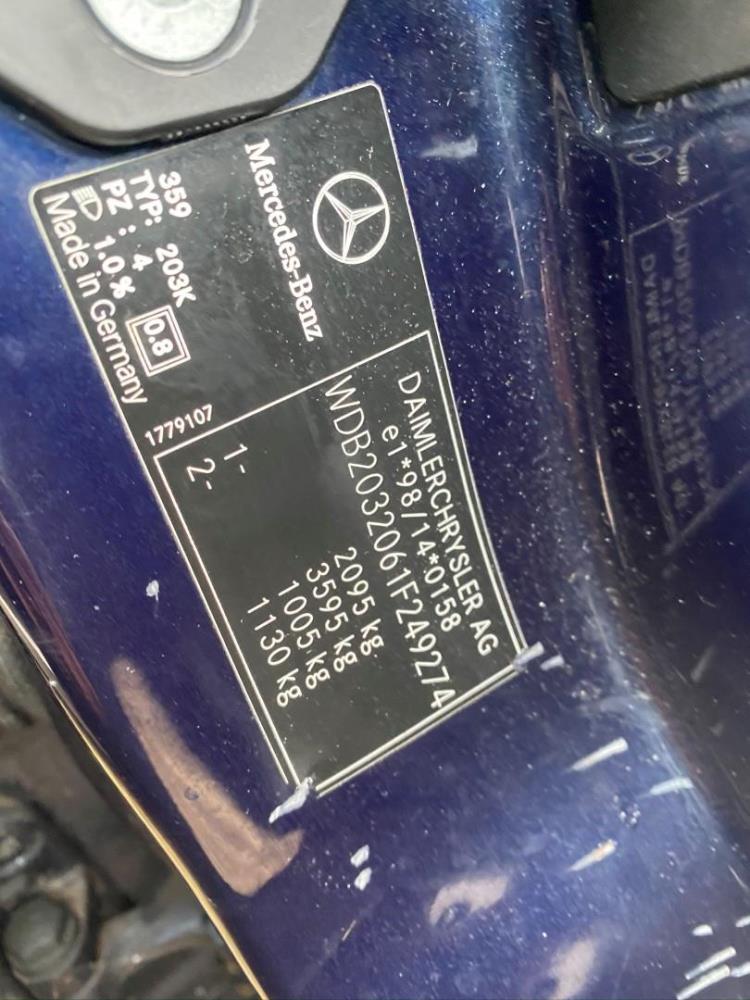 Mercedes-Benz
359
TYP: 203K
PZ : 4
1.0 % 0.8
Made in Germany
1779107
DAIMLERCHRYSLER AG
e1*98/14*0158
WDB2032061F249274
2095 kg
3595 kg
1- 1005 kg
2- 1130 kg